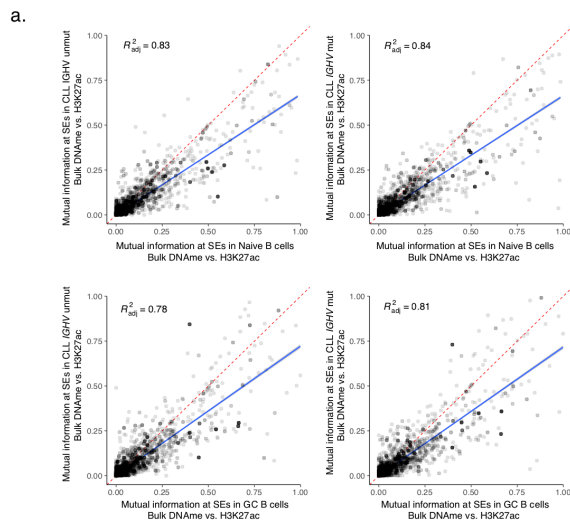 a.
Mutual information at SEs in CLL IGHV unmut
Bulk DNAme vs. H3K27ac
1.00
0.75
0.50
0.25
0.00
R²adj = 0.83
0.00 0.25 0.50 0.75 1.00
Mutual information at SEs in Naive B cells
Bulk DNAme vs. H3K27ac
Mutual information at SEs in CLL IGHV mut
Bulk DNAme vs. H3K27ac
1.00
0.75
0.50
0.25
0.00
R²adj = 0.84
0.00 0.25 0.50 0.75 1.00
Mutual information at SEs in Naive B cells
Bulk DNAme vs. H3K27ac
Mutual information at SEs in CLL IGHV unmut
Bulk DNAme vs. H3K27ac
1.00
0.75
0.50
0.25
0.00
R²adj = 0.78
0.00 0.25 0.50 0.75 1.00
Mutual information at SEs in GC B cells
Bulk DNAme vs. H3K27ac
Mutual information at SEs in CLL IGHV mut
Bulk DNAme vs. H3K27ac
1.00
0.75
0.50
0.25
0.00
R²adj = 0.81
0.00 0.25 0.50 0.75 1.00
Mutual information at SEs in GC B cells
Bulk DNAme vs. H3K27ac